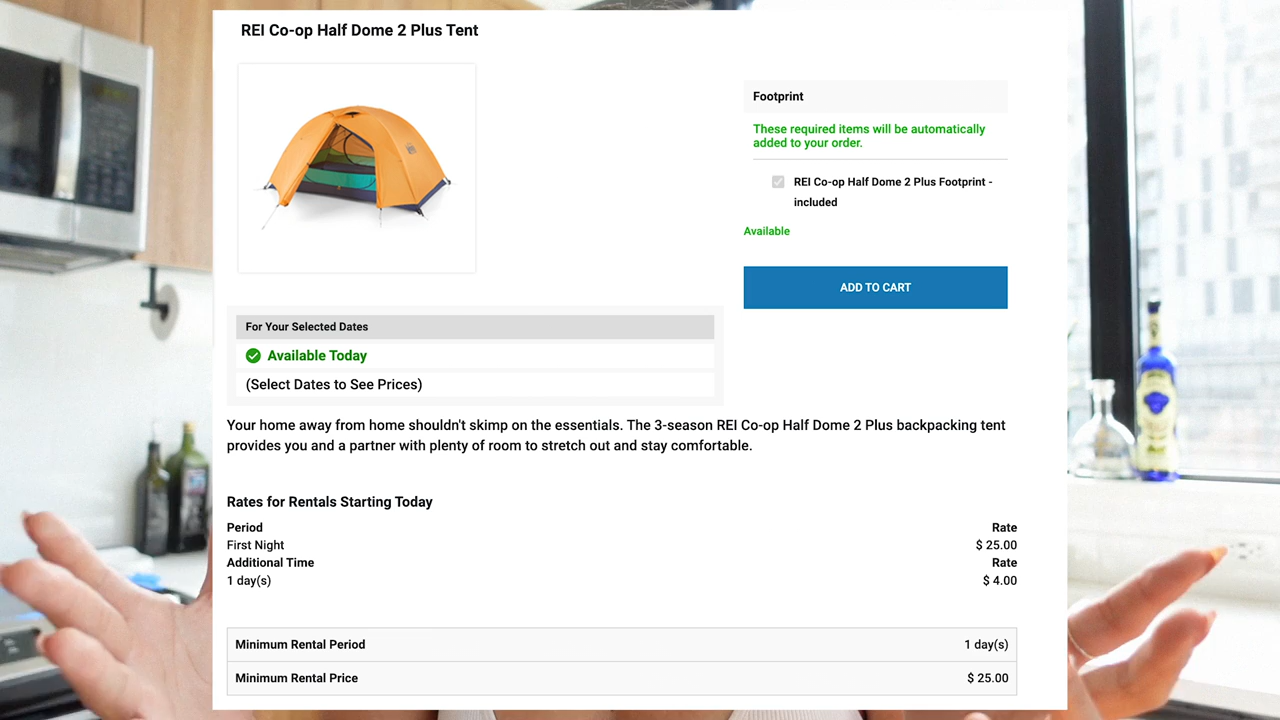 REI Co-op Half Dome 2 Plus Tent
Footprint
These required items will be automatically
added to your order.
REI Co-op Half Dome 2 Plus Footprint -
included
Available
ADD TO CART
For Your Selected Dates
Available Today
(Select Dates to See Prices)
Your home away from home shouldn't skimp on the essentials. The 3-season REI Co-op Half Dome 2 Plus backpacking tent
provides you and a partner with plenty of room to stretch out and stay comfortable.
Rates for Rentals Starting Today
Period Rate
First Night $ 25.00
Additional Time Rate
1 day(s) $ 4.00
Minimum Rental Period 1 day(s)
Minimum Rental Price $ 25.00